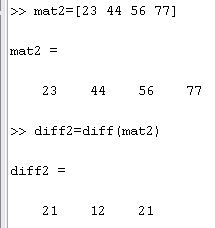 >> mat2=[23 44 56 77]
mat2 =
23 44 56 77
>> diff2=diff(mat2)
diff2 =
21 12 21